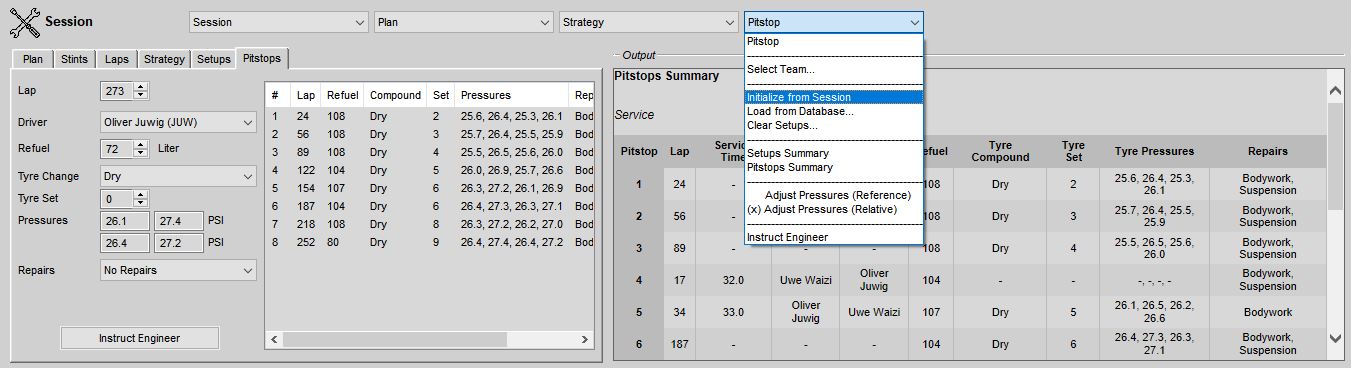 Session
Session
Plan
Strategy
Pitstop
Plan
Stints
Laps
Strategy
Setups
Pitstops
Lap
273
Driver
Oliver Juwig (JUW)
Refuel
72
Liter
Tyre Change
Dry
Tyre Set
0
Pressures
26.1
27.4
PSI
26.4
27.2
PSI
Repairs
No Repairs
Instruct Engineer
# Lap Refuel Compound Set Pressures Rep
1 24 108 Dry 2 25.6, 26.4, 25.3, 26.1 Bod
2 56 108 Dry 3 25.7, 26.4, 25.5, 25.9 Bod
3 89 108 Dry 4 25.5, 26.5, 25.6, 26.0 Bod
4 122 104 Dry 5 26.0, 26.9, 25.7, 26.6 Bod
5 154 107 Dry 6 26.3, 27.2, 26.1, 26.9 Bod
6 187 104 Dry 6 26.4, 27.3, 26.3, 27.1 Bod
7 218 108 Dry 8 26.3, 27.2, 26.2, 27.0 Bod
8 252 80 Dry 9 26.4, 27.4, 26.4, 27.2 Bod
Pitstop
Select Team...
Initialize from Session
Load from Database...
Clear Setups...
Setups Summary
Pitstops Summary
Adjust Pressures (Reference)
(x) Adjust Pressures (Relative)
Instruct Engineer
Output
Pitstops Summary
Service
Pitstop Lap Servic Time efuel Tyre Compound Tyre Set Tyre Pressures Repairs
1 24 - 108 Dry 2 25.6, 26.4, 25.3, 26.1 Bodywork, Suspension
2 56 - 108 Dry 3 25.7, 26.4, 25.5, 25.9 Bodywork, Suspension
3 89 - - - 108 Dry 4 25.5, 26.5, 25.6, 26.0 Bodywork, Suspension
4 17 32.0 Uwe Waizi Oliver Juwig 104 - - -, -, -, - Bodywork, Suspension
5 34 33.0 Oliver Juwig Uwe Waizi 107 Dry 5 26.1, 26.5, 26.2, 26.6 Bodywork
6 187 - - - 104 Dry 6 26.4, 27.3, 26.3, 27.1 Bodywork, Suspension